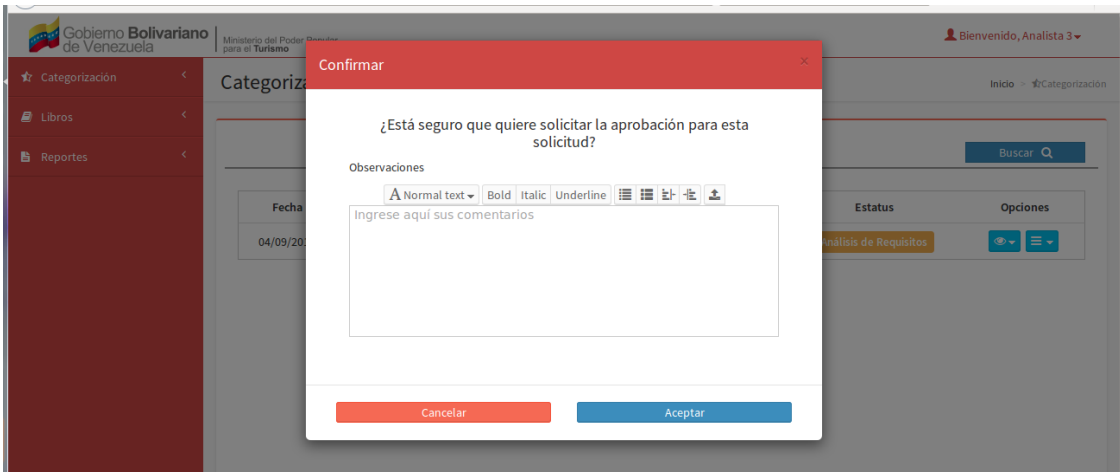 Gobierno Bolivariano
de Venezuela
Ministerio del Poder Popular
para el Turismo
Bienvenido, Analista 3
Confirmar
×
Categorización
Categoriza
Inicio > Categorización
Libros
¿Está seguro que quiere solicitar la aprobación para esta
solicitud?
Reportes
Buscar
Observaciones
Normal text Bold Italic Underline
Fecha
Estatus
Opciones
Ingrese aquí sus comentarios
04/09/20
Análisis de Requisitos
Cancelar
Aceptar